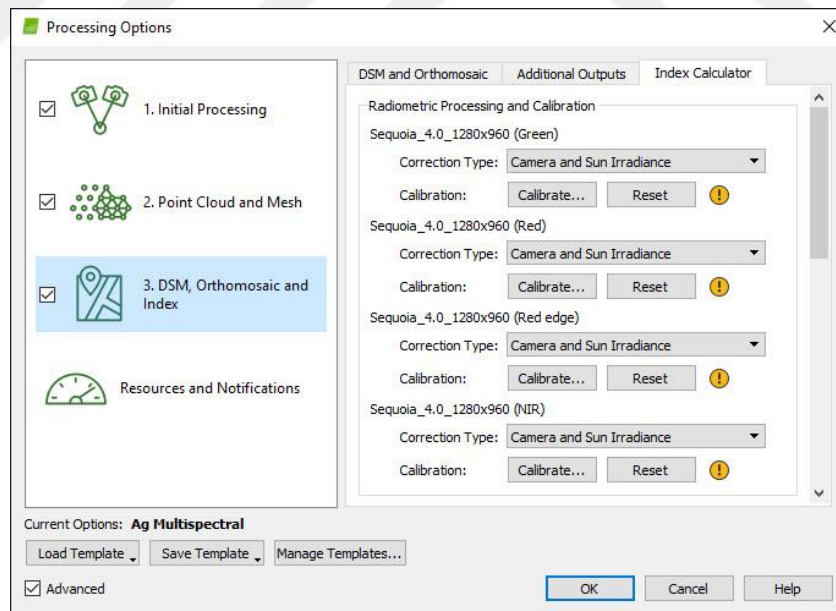 Processing Options
1. Initial Processing
2. Point Cloud and Mesh
3. DSM, Orthomosaic and
Index
Resources and Notifications
DSM and Orthomosaic Additional Outputs Index Calculator
Radiometric Processing and Calibration
Sequoia_4.0_1280x960 (Green)
Correction Type: Camera and Sun Irradiance
Calibration: Calibrate... Reset
Sequoia_4.0_1280x960 (Red)
Correction Type: Camera and Sun Irradiance
Calibration: Calibrate... Reset
Sequoia_4.0_1280x960 (Red edge)
Correction Type: Camera and Sun Irradiance
Calibration: Calibrate... Reset
Sequoia_4.0_1280x960 (NIR)
Correction Type: Camera and Sun Irradiance
Calibration: Calibrate... Reset
Current Options: Ag Multispectral
Load Template Save Template Manage Templates...
Advanced OK Cancel Help